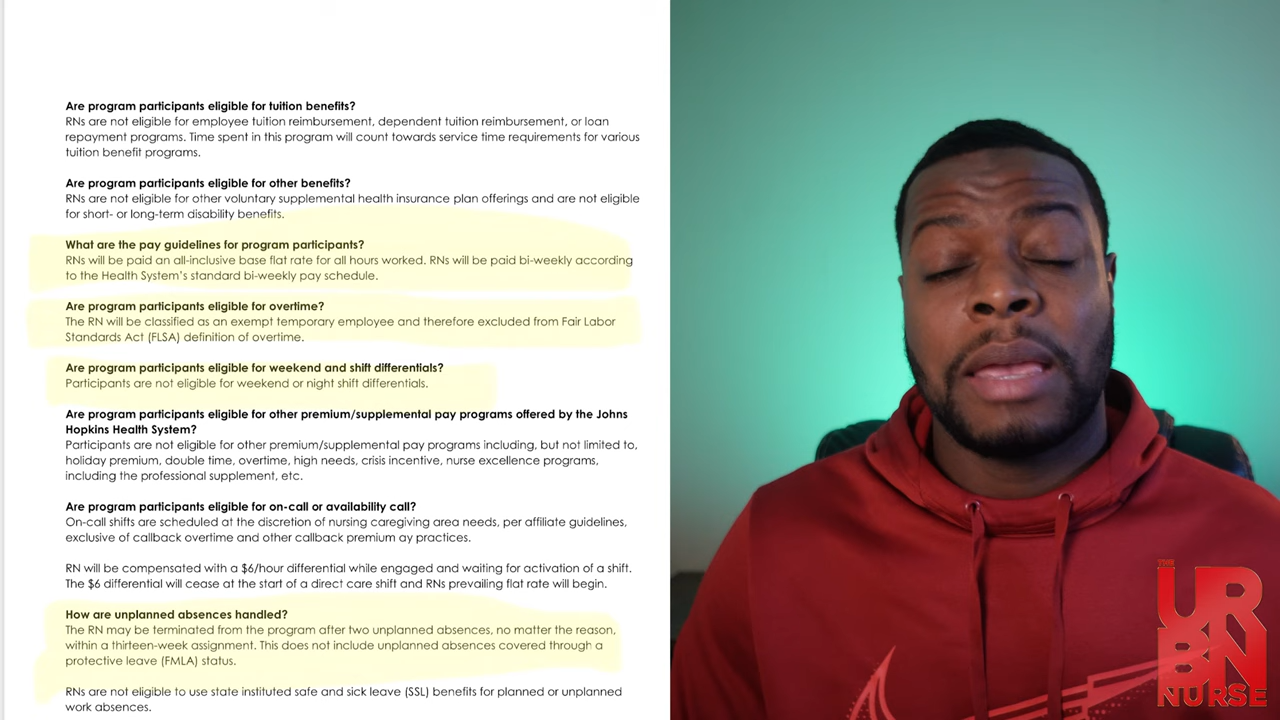 Are program participants eligible for tuition benefits?
RNs are not eligible for employee tuition reimbursement, dependent tuition reimbursement, or loan
repayment programs. Time spent in this program will count towards service time requirements for various
tuition benefit programs.
Are program participants eligible for other benefits?
RNs are not eligible for other voluntary supplemental health insurance plan offerings and are not eligible
for short- or long-term disability benefits.
What are the pay guidelines for program participants?
RNs will be paid an all-inclusive base flat rate for all hours worked. RNs will be paid bi-weekly according
to the Health System's standard bi-weekly pay schedule.
Are program participants eligible for overtime?
The RN will be classified as an exempt temporary employee and therefore excluded from Fair Labor
Standards Act (FLSA) definition of overtime.
Are program participants eligible for weekend and shift differentials?
Participants are not eligible for weekend or night shift differentials.
Are program participants eligible for other premium/supplemental pay programs offered by the Johns
Hopkins Health System?
Participants are not eligible for other premium/supplemental pay programs including, but not limited to,
holiday premium, double time, overtime, high needs, crisis incentive, nurse excellence programs,
including the professional supplement, etc.
Are program participants eligible for on-call or availability call?
On-call shifts are scheduled at the discretion of nursing caregiving area needs, per affiliate guidelines,
exclusive of callback overtime and other callback premium ay practices.
RN will be compensated with a $6/hour differential while engaged and waiting for activation of a shift.
The $6 differential will cease at the start of a direct care shift and RNs prevailing flat rate will begin.
How are unplanned absences handled?
The RN may be terminated from the program after two unplanned absences, no matter the reason,
within a thirteen-week assignment. This does not include unplanned absences covered through a
protective leave (FMLA) status.
RNs are not eligible to use state instituted safe and sick leave (SSL) benefits for planned or unplanned
work absences.
THE
UR
BN
NURSE